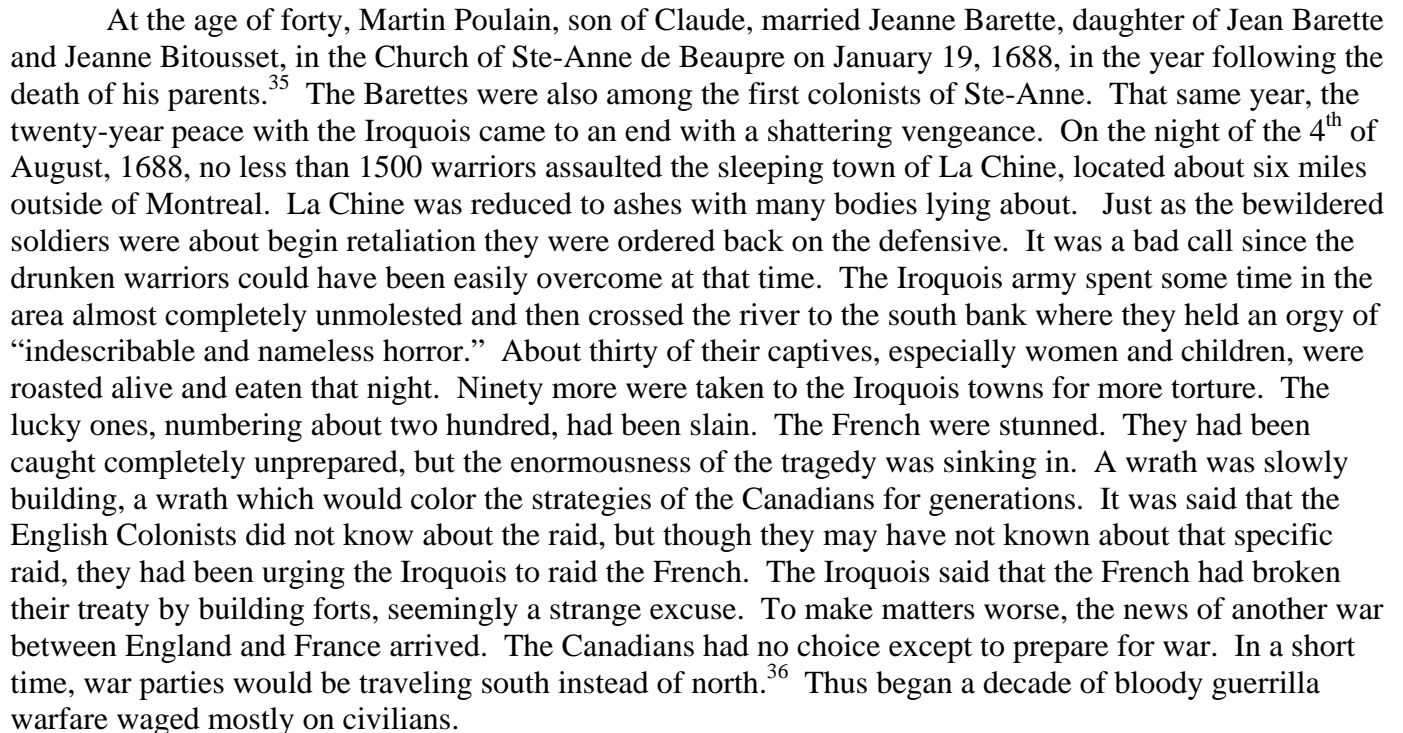 At the age of forty, Martin Poulain, son of Claude, married Jeanne Barette, daughter of Jean Barette
and Jeanne Bitousset, in the Church of Ste-Anne de Beaupre on January 19, 1688, in the year following the
death of his parents.35  The Barettes were also among the first colonists of Ste-Anne.  That same year, the
twenty-year peace with the Iroquois came to an end with a shattering vengeance.  On the night of the 4th of
August, 1688, no less than 1500 warriors assaulted the sleeping town of La Chine, located about six miles
outside of Montreal.  La Chine was reduced to ashes with many bodies lying about.   Just as the bewildered
soldiers were about begin retaliation they were ordered back on the defensive.  It was a bad call since the
drunken warriors could have been easily overcome at that time.  The Iroquois army spent some time in the
area almost completely unmolested and then crossed the river to the south bank where they held an orgy of
“indescribable and nameless horror.”  About thirty of their captives, especially women and children, were
roasted alive and eaten that night.  Ninety more were taken to the Iroquois towns for more torture.  The
lucky ones, numbering about two hundred, had been slain.  The French were stunned.  They had been
caught completely unprepared, but the enormousness of the tragedy was sinking in.  A wrath was slowly
building, a wrath which would color the strategies of the Canadians for generations.  It was said that the
English Colonists did not know about the raid, but though they may have not known about that specific
raid, they had been urging the Iroquois to raid the French.  The Iroquois said that the French had broken
their treaty by building forts, seemingly a strange excuse.  To make matters worse, the news of another war
between England and France arrived.  The Canadians had no choice except to prepare for war.  In a short
time, war parties would be traveling south instead of north.36  Thus began a decade of bloody guerrilla
warfare waged mostly on civilians.